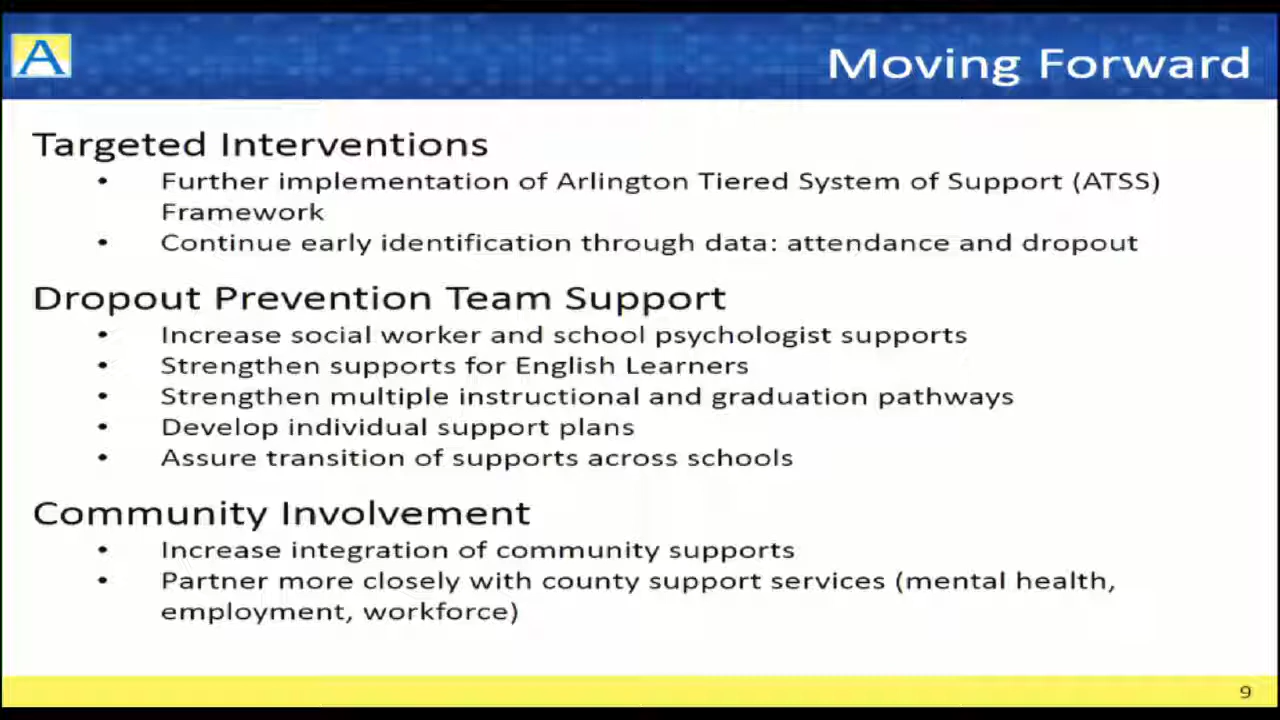 A
Moving Forward
Targeted Interventions
• Further implementation of Arlington Tiered System of Support (ATSS)
Framework
• Continue early identification through data: attendance and dropout
Dropout Prevention Team Support
• Increase social worker and school psychologist supports
• Strengthen supports for English Learners
• Strengthen multiple instructional and graduation pathways
• Develop individual support plans
• Assure transition of supports across schools
Community Involvement
• Increase integration of community supports
• Partner more closely with county support services (mental health,
employment, workforce)
9